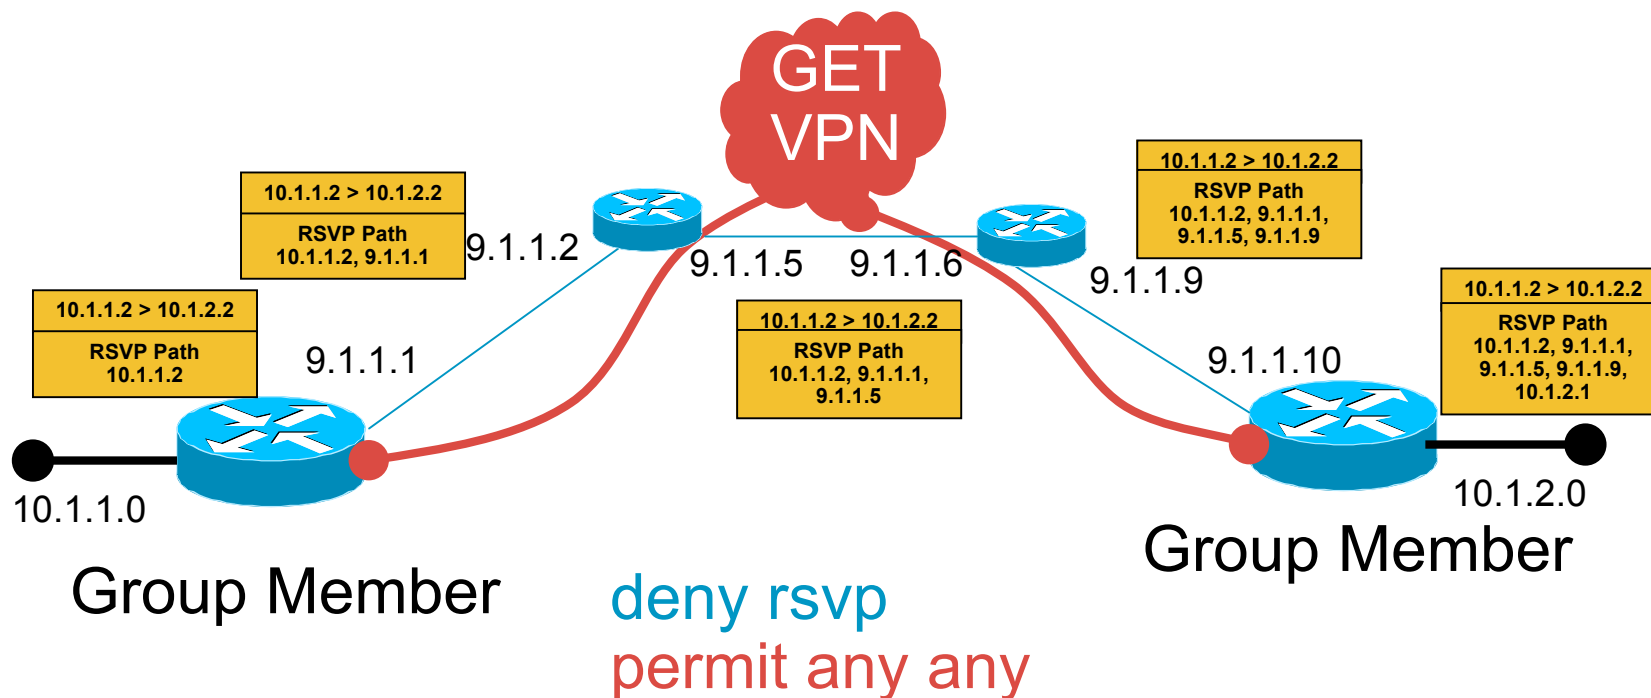 GET
VPN
10.1.1.2 > 10.1.2.2
RSVP Path
10.1.1.2, 9.1.1.1,
9.1.1.5, 9.1.1.9
10.1.1.2 > 10.1.2.2
RSVP Path
10.1.1.2, 9.1.1.1
9.1.1.2
9.1.1.5
9.1.1.6
9.1.1.9
10.1.1.2 > 10.1.2.2
RSVP Path
10.1.1.2, 9.1.1.1,
9.1.1.5, 9.1.1.9,
10.1.2.1
10.1.1.2 > 10.1.2.2
RSVP Path
10.1.1.2
9.1.1.1
10.1.1.2 > 10.1.2.2
RSVP Path
10.1.1.2, 9.1.1.1,
9.1.1.5
9.1.1.10
10.1.1.0
10.1.2.0
Group Member
Group Member
deny rsvp
permit any any